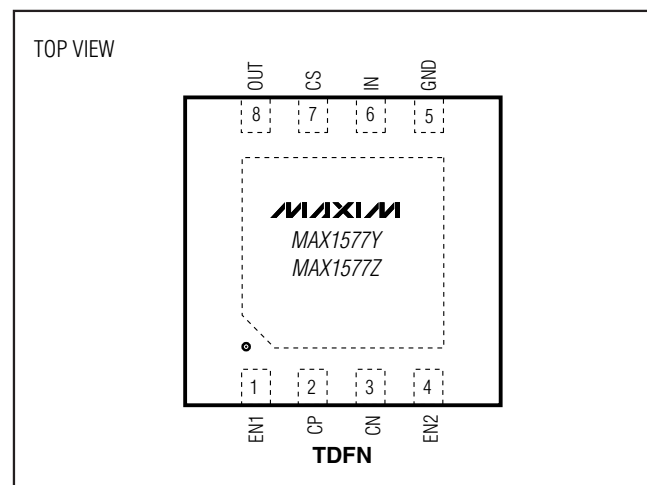 TOP VIEW
OUT CS IN GND
8 7 6 5
MAXIM
MAX1577Y
MAX1577Z
1 2 3 4
EN1 CP CN EN2
TDFN